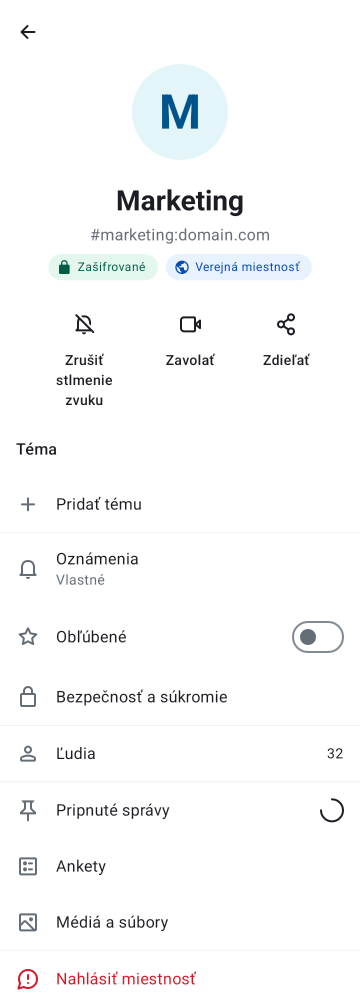 M
Marketing
#marketing:domain.com
Zašifrované
Verejná miestnosť
Zrušiť
stlmenie
zvuku
Zavolať
Zdieľať
Téma
Pridať tému
Oznámenia
Vlastné
Obľúbené
Bezpečnosť a súkromie
Ľudia
32
Pripnuté správy
Ankety
Médiá a súbory
Nahlásiť miestnosť